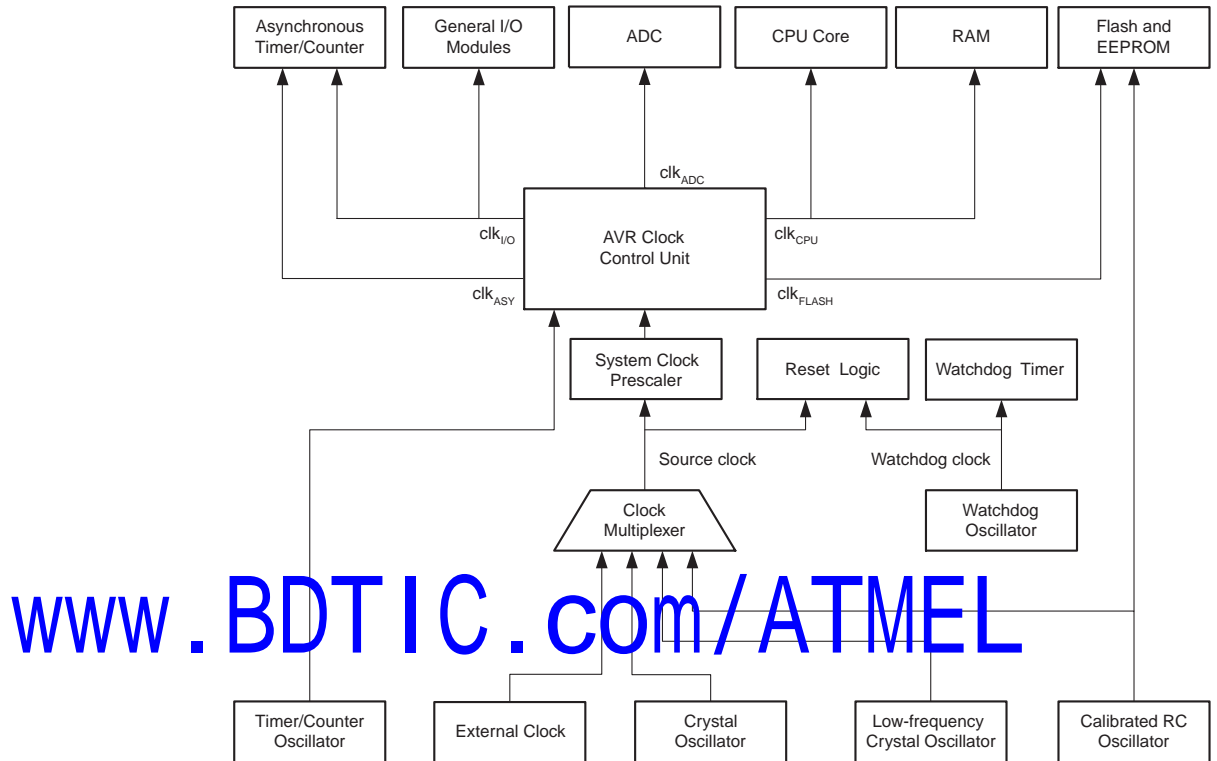 Asynchronous
Timer/Counter
General I/O
Modules
ADC
CPU Core
RAM
Flash and
EEPROM
clkADC
clkI/O
AVR Clock
Control Unit
clkCPU
clkASY
clkFLASH
System Clock
Prescaler
Reset Logic
Watchdog Timer
Source clock
Watchdog clock
Clock
Multiplexer
Watchdog
Oscillator
www.BDTIC.com/ATMEL
Timer/Counter
Oscillator
External Clock
Crystal
Oscillator
Low-frequency
Crystal Oscillator
Calibrated RC
Oscillator